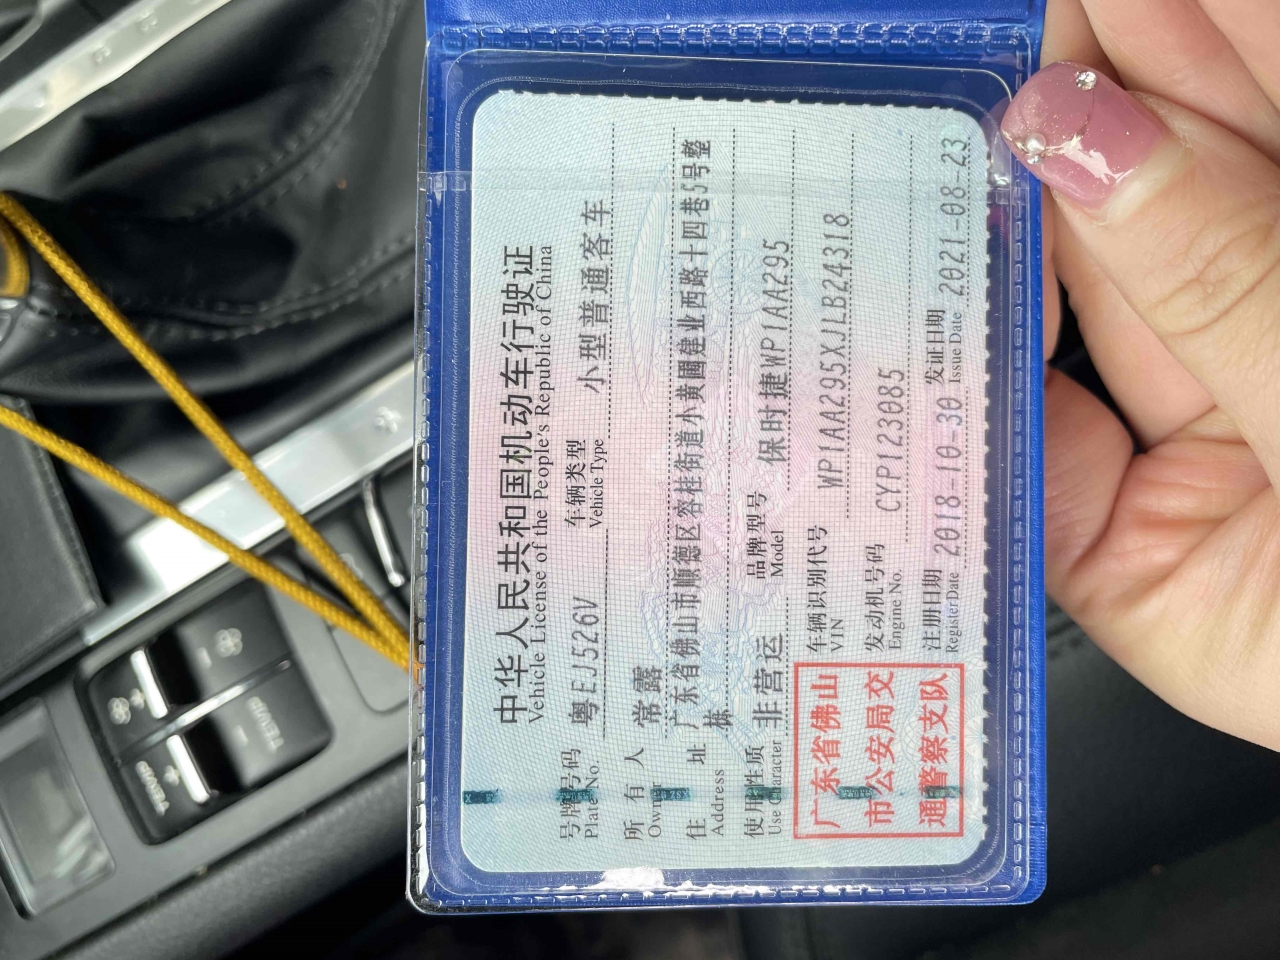 中华人民共和国机动车行驶证
Vehicle License of the People's Republic of China
号牌号码 粤EJ526V 车辆类型 小型普通客车
Plate No. Vehicle Type
所有人 常露
Owner
住址 广东省佛山市顺德区容桂街道小黄圃建业西路十四巷5号整
Address 栋
使用性质 非营运 品牌型号 保时捷WP1AA295
Use Character Model
广东省佛山
市公安局交
通警察支队
车辆识别代号 WP1AA295XJLB24318
VIN
发动机号码 CYP123085
Engine No.
注册日期 2018-10-30 发证日期 2021-08-23
Register Date Issue Date